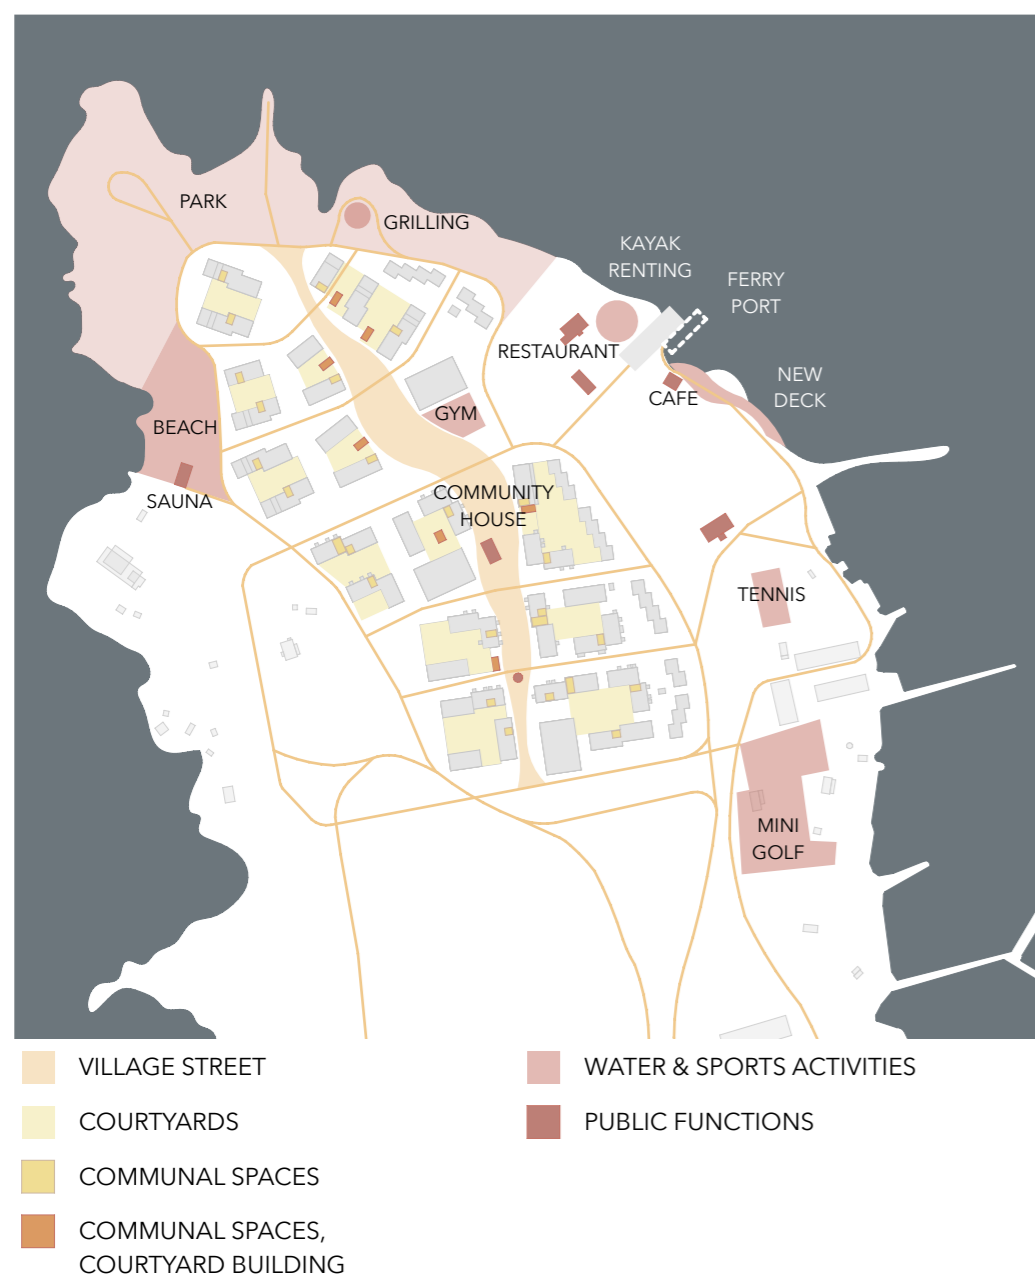 PARK
GRILLING
KAYAK
RENTING
FERRY
PORT
RESTAURANT
CAFE
NEW
DECK
GYM
BEACH
SAUNA
COMMUNITY
HOUSE
TENNIS
MINI
GOLF
VILLAGE STREET
COURTYARDS
COMMUNAL SPACES
COMMUNAL SPACES,
COURTYARD BUILDING
WATER & SPORTS ACTIVITIES
PUBLIC FUNCTIONS